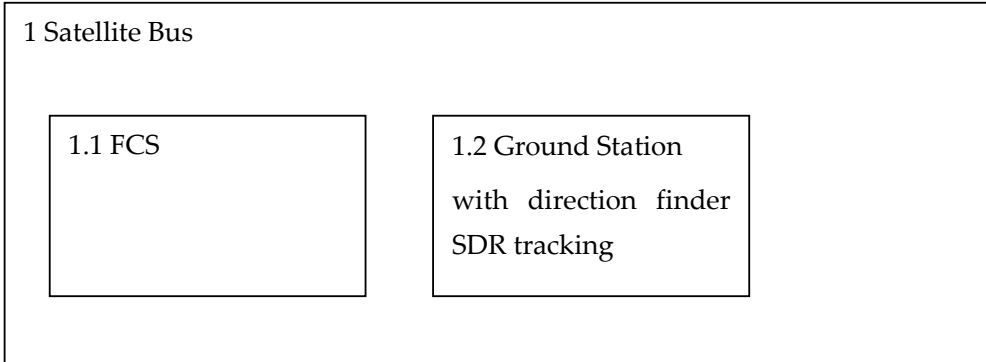 1 Satellite Bus
1.1 FCS
1.2 Ground Station
with direction finder
SDR tracking